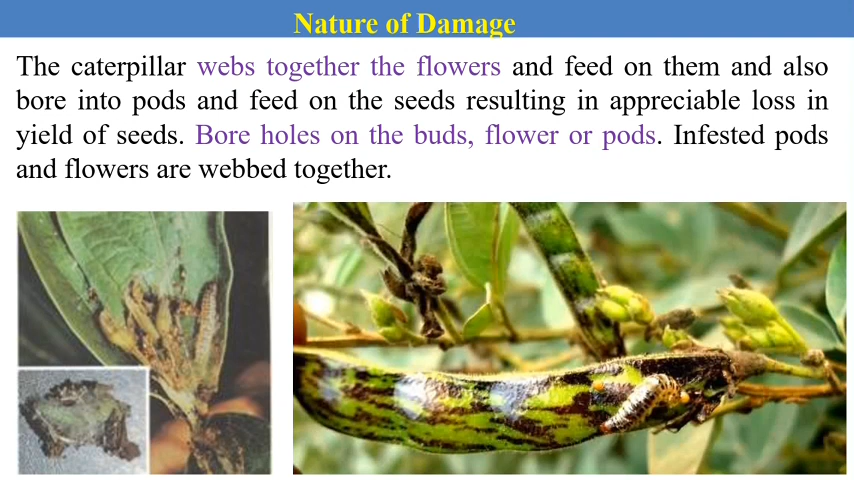 Nature of Damage
The caterpillar webs together the flowers and feed on them and also
bore into pods and feed on the seeds resulting in appreciable loss in
yield of seeds. Bore holes on the buds, flower or pods. Infested pods
and flowers are webbed together.